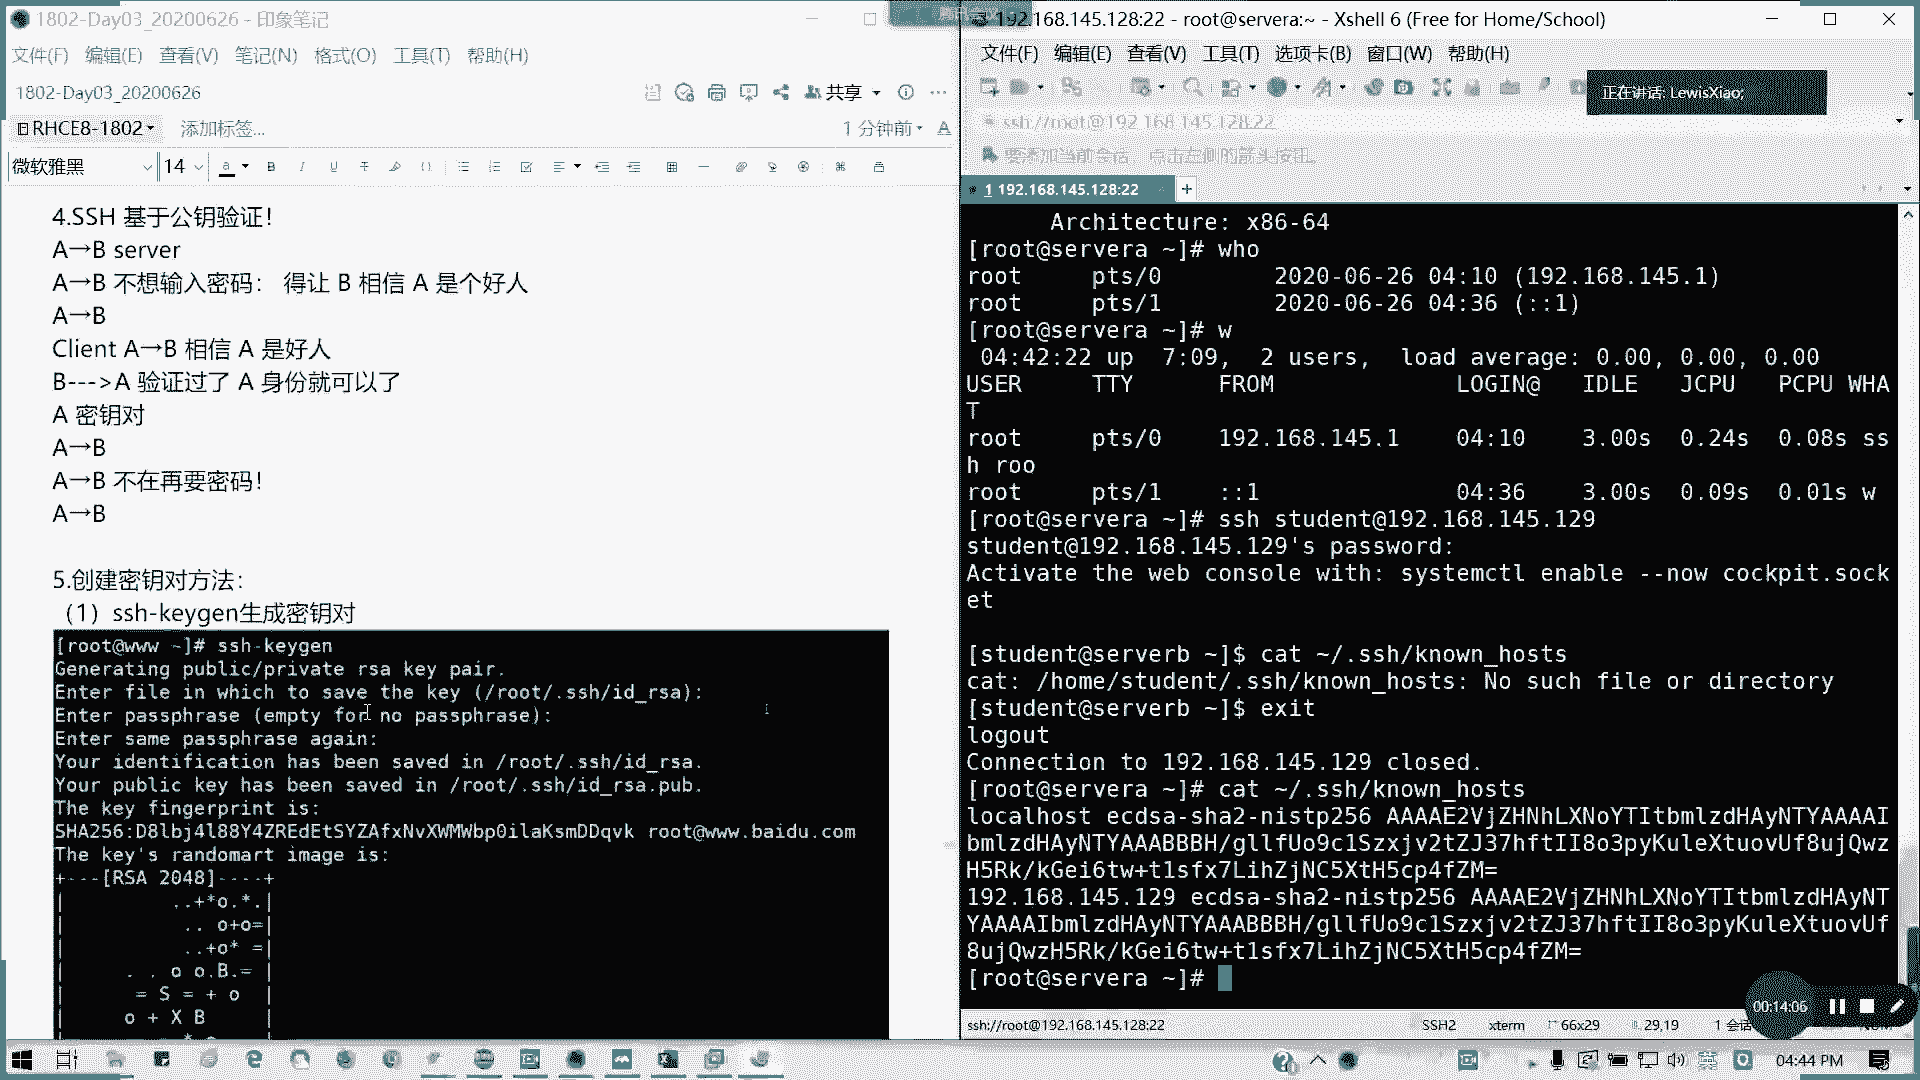 1802-Day03_20200626 - 印象笔记
文件(F) 编辑(E) 查看(V) 笔记(N) 格式(O) 工具(T) 帮助(H)
1802-Day03_20200626
共享
RHCE8-1802
添加标签...
1 分钟前
微软雅黑
14
4.SSH 基于公钥验证！
A→B server
A→B 不想输入密码： 得让 B 相信 A 是个好人
A→B
Client A→B 相信 A 是好人
B--->A 验证过了 A 身份就可以了
A 密钥对
A→B
A→B 不在再要密码！
A→B
5.创建密钥对方法：
（1）ssh-keygen生成密钥对
[root@www ~]# ssh-keygen
Generating public/private rsa key pair.
Enter file in which to save the key (/root/.ssh/id_rsa):
Enter passphrase (empty for no passphrase):
Enter same passphrase again:
Your identification has been saved in /root/.ssh/id_rsa.
Your public key has been saved in /root/.ssh/id_rsa.pub.
The key fingerprint is:
SHA256:D8lbj4l88Y4ZREdEtSYZAfxNvXWMWbp0ilaKsmDDqvk root@www.baidu.com
The key's randomart image is:
+---[RSA 2048]----+
|         ..+*o.*.|
|          .. o+o=|
|         ..+o* =|
|     . . o o.B.= |
|      = S = + o  |
|     o + X B     |
192.168.145.128:22 - root@servera:~ - Xshell 6 (Free for Home/School)
文件(F) 编辑(E) 查看(V) 工具(T) 选项卡(B) 窗口(W) 帮助(H)
正在讲话: LewisXiao;
ssh://root@192.168.145.128:22
要添加当前会话，点击左侧的箭头按钮。
1 192.168.145.128:22
Architecture: x86-64
[root@servera ~]# who
root     pts/0        2020-06-26 04:10 (192.168.145.1)
root     pts/1        2020-06-26 04:36 (::1)
[root@servera ~]# w
 04:42:22 up  7:09,  2 users,  load average: 0.00, 0.00, 0.00
USER     TTY      FROM             LOGIN@   IDLE   JCPU   PCPU WHA
T
root     pts/0    192.168.145.1    04:10    3.00s  0.24s  0.08s ss
h roo
root     pts/1    ::1              04:36    3.00s  0.09s  0.01s w
[root@servera ~]# ssh student@192.168.145.129
student@192.168.145.129's password:
Activate the web console with: systemctl enable --now cockpit.sock
et
[student@serverb ~]$ cat ~/.ssh/known_hosts
cat: /home/student/.ssh/known_hosts: No such file or directory
[student@serverb ~]$ exit
logout
Connection to 192.168.145.129 closed.
[root@servera ~]# cat ~/.ssh/known_hosts
localhost ecdsa-sha2-nistp256 AAAAE2VjZHNhLXNoYTItbmlzdHAyNTYAAAAI
bmlzdHAyNTYAAABBBH/gllfUo9c1Szxjv2tZJ37hftII8o3pyKuleXtuovUf8ujQwz
H5Rk/kGei6tw+t1sfx7LihZjNC5XtH5cp4fZM=
192.168.145.129 ecdsa-sha2-nistp256 AAAAE2VjZHNhLXNoYTItbmlzdHAyNT
YAAAAIbmlzdHAyNTYAAABBBH/gllfUo9c1Szxjv2tZJ37hftII8o3pyKuleXtuovUf
8ujQwzH5Rk/kGei6tw+t1sfx7LihZjNC5XtH5cp4fZM=
[root@servera ~]#
00:14:06
ssh://root@192.168.145.128:22 SSH2 xterm 66x29 29,19 1 会话
英
04:44 PM